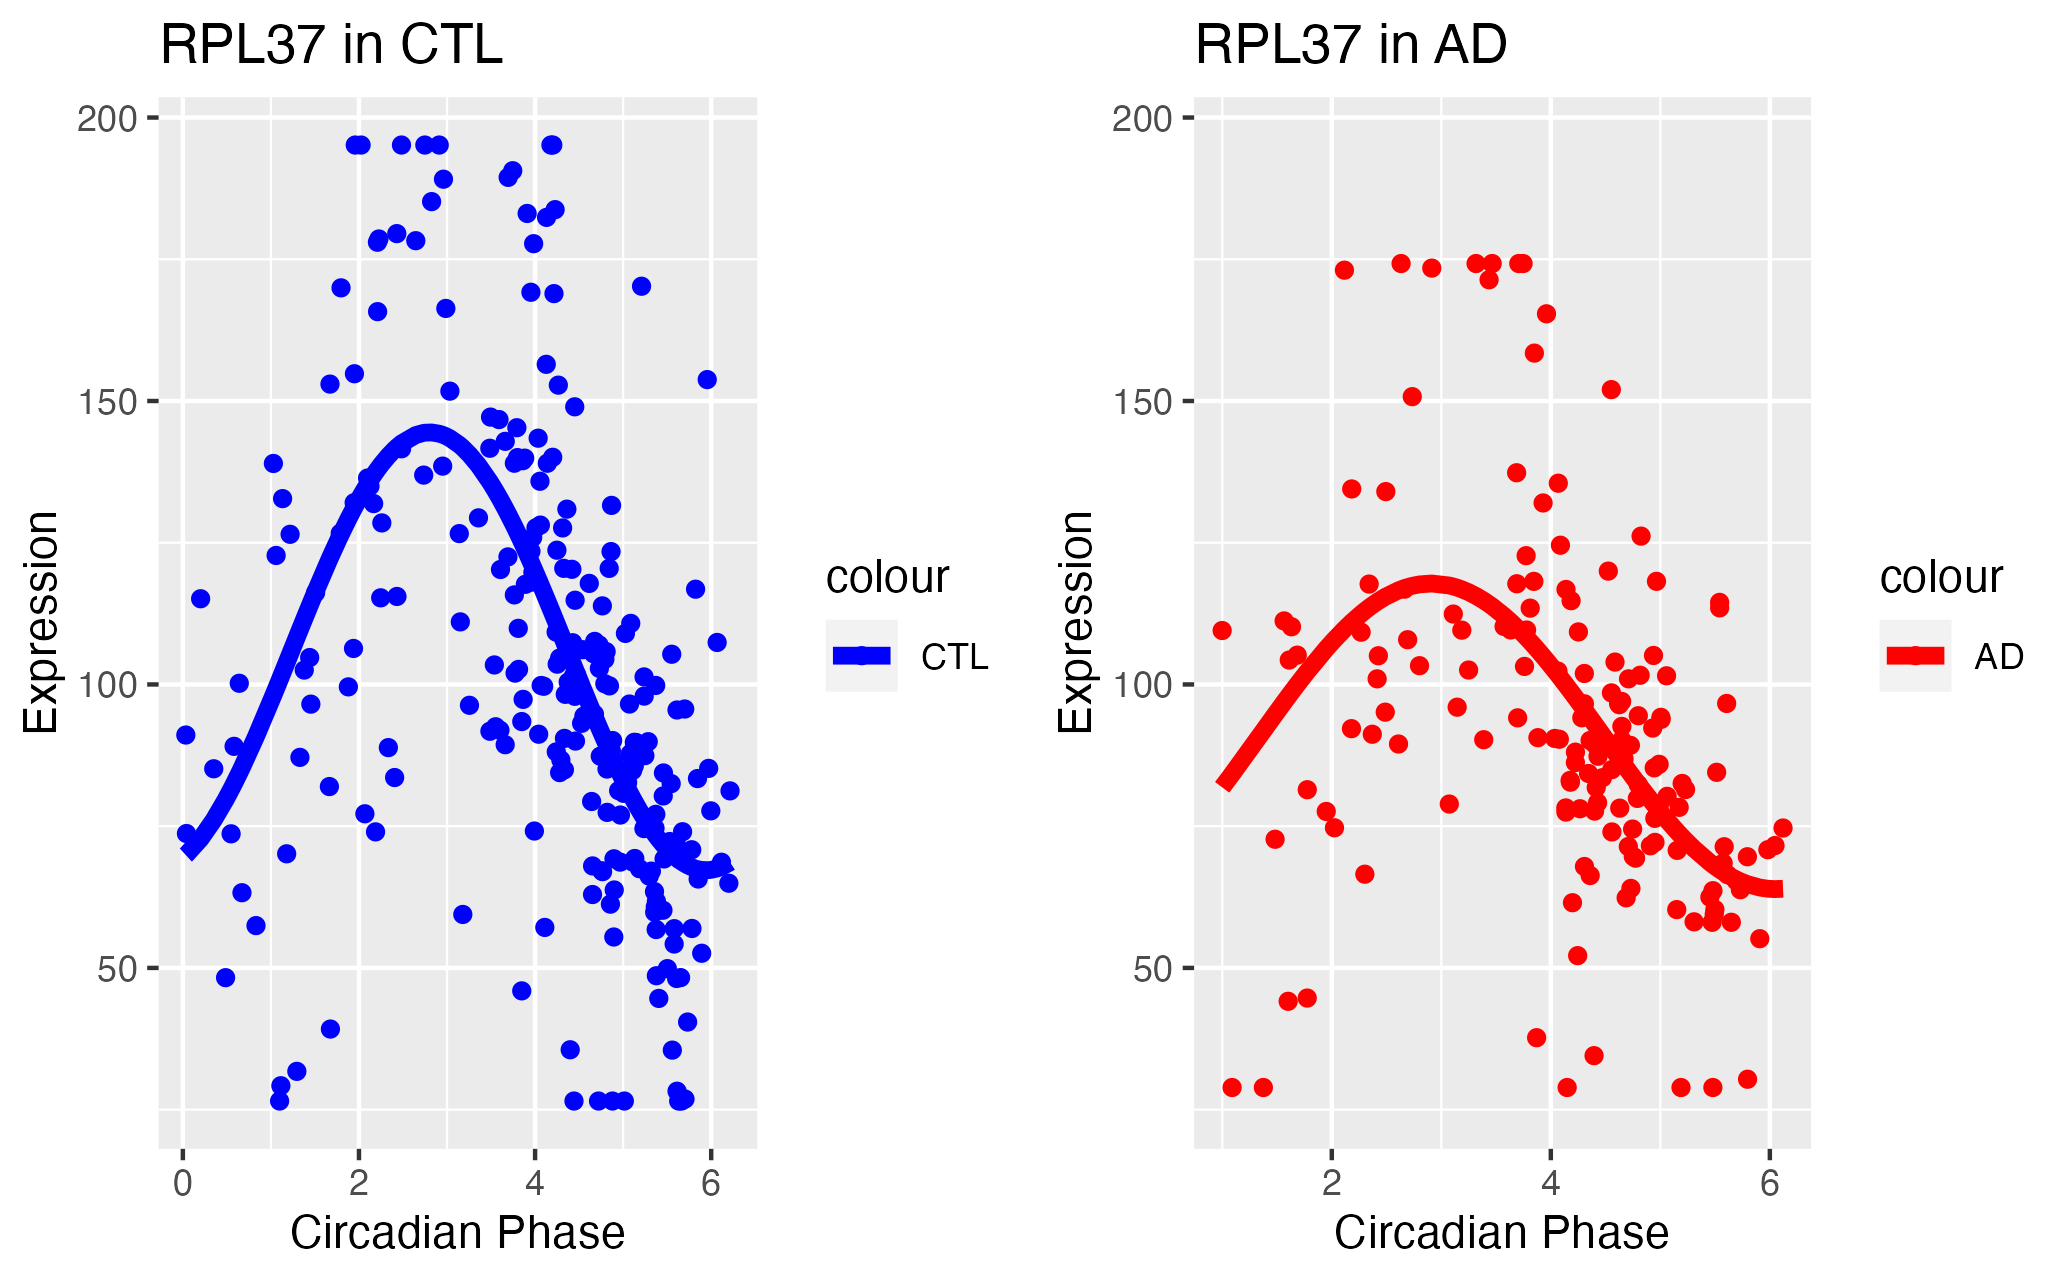 RPL37 in CTL
200
150
100
50
Expression
0 2 4 6
Circadian Phase
colour
CTL
RPL37 in AD
200
150
100
50
Expression
2 4 6
Circadian Phase
colour
AD